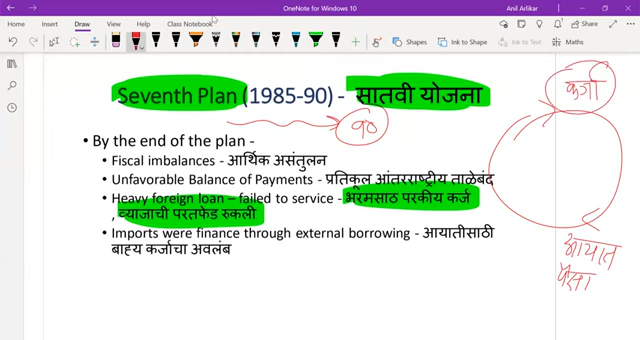 OneNote for Windows 10
Anil Arlikar
Home Insert Draw View Help Class Notebook
Shapes Ink to Shape Ink to Text Maths
Seventh Plan (1985-90) - सातवी योजना
९०
कर्जा
• By the end of the plan -
• Fiscal imbalances - आर्थिक असंतुलन
• Unfavorable Balance of Payments - प्रतिकूल आंतरराष्ट्रीय ताळेबंद
• Heavy foreign loan – failed to service - भरमसाठ परकीय कर्ज
, व्याजाची परतफेड रुकली
• Imports were finance through external borrowing - आयातीसाठी
बाह्य कर्जाचा अवलंब
आयात
पैसा